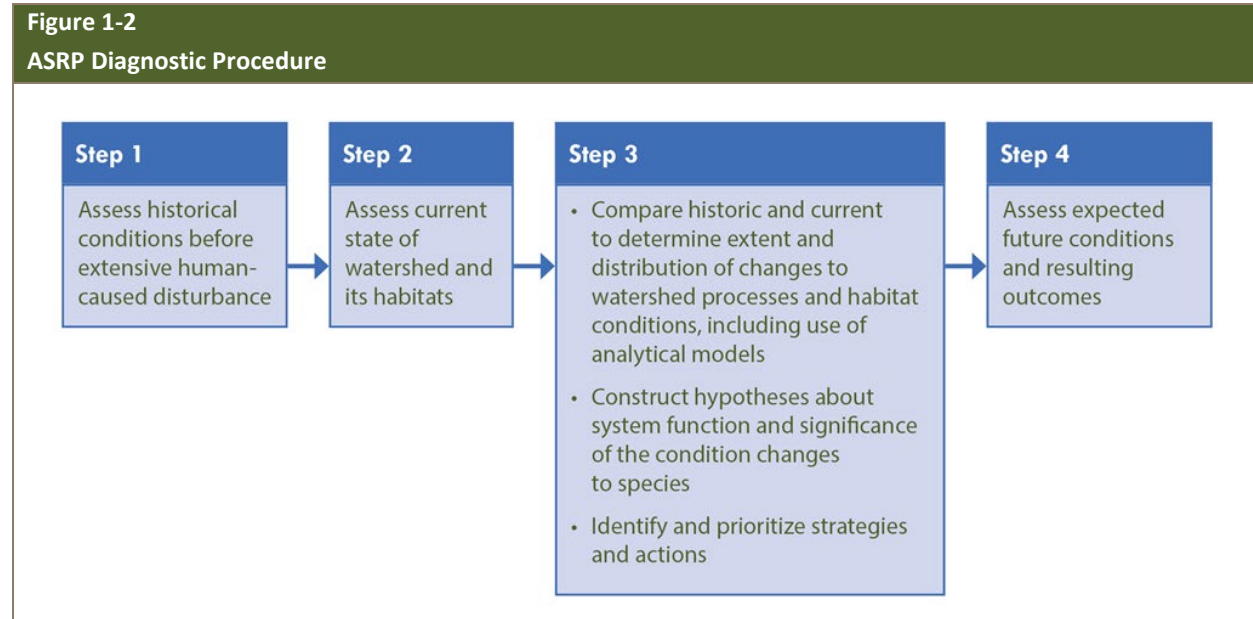 Figure 1-2
ASRP Diagnostic Procedure
Step 1
Assess historical
conditions before
extensive human-
caused disturbance
Step 2
Assess current
state of
watershed and
its habitats
Step 3
• Compare historic and current
to determine extent and
distribution of changes to
watershed processes and habitat
conditions, including use of
analytical models
• Construct hypotheses about
system function and significance
of the condition changes
to species
• Identify and prioritize strategies
and actions
Step 4
Assess expected
future conditions
and resulting
outcomes